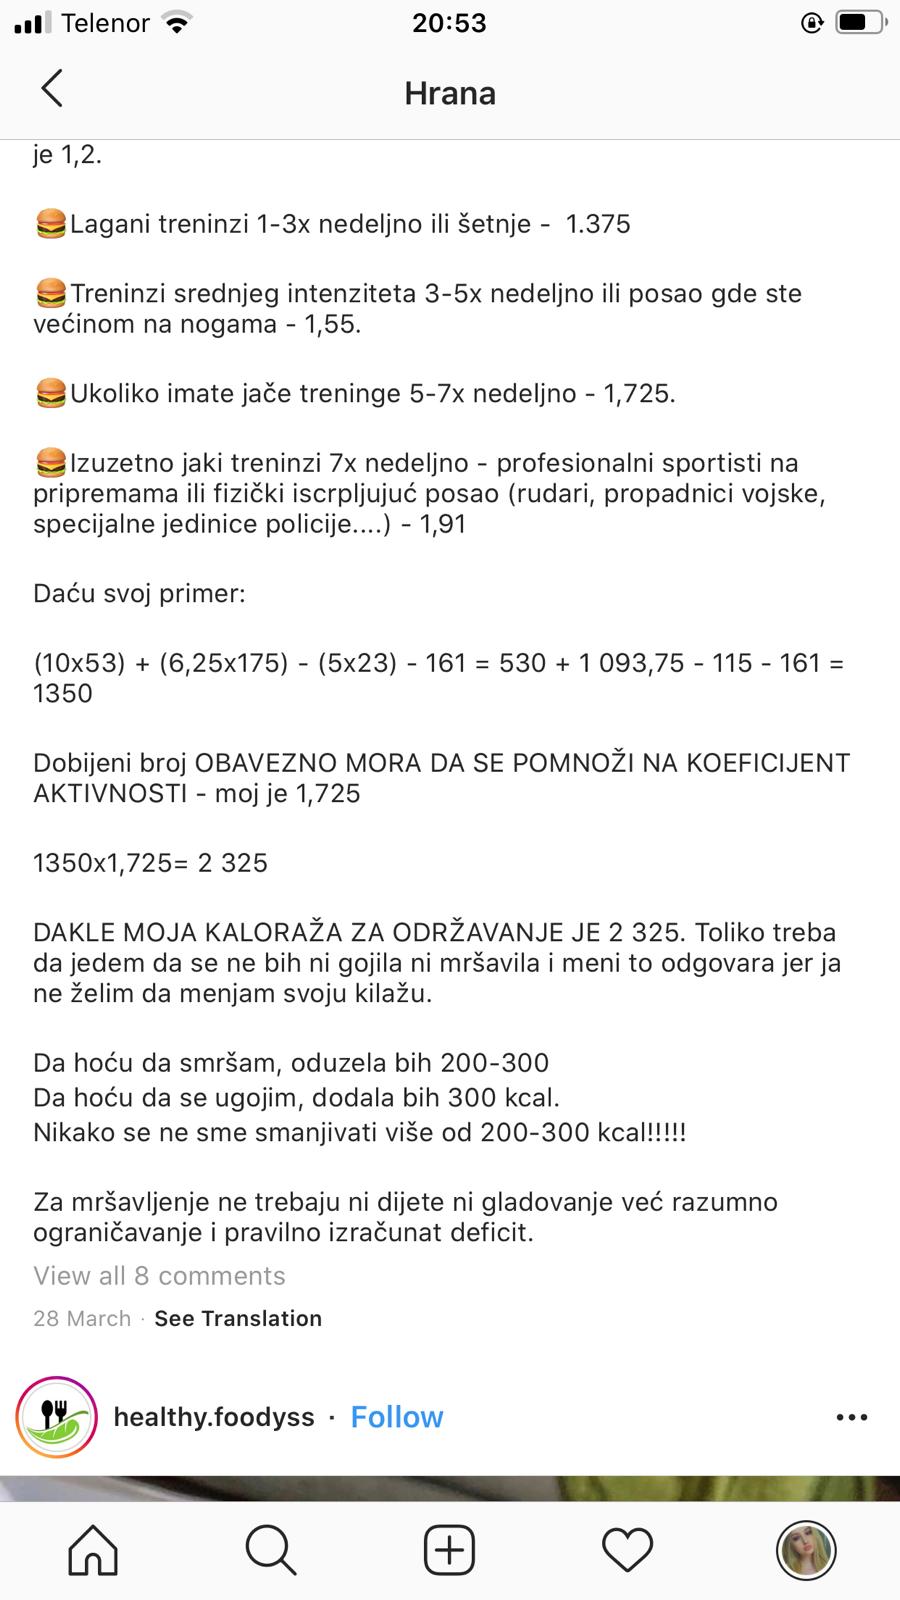 Telenor
20:53
Hrana
je 1,2.
🍔Lagani treninzi 1-3x nedeljno ili šetnje -  1.375
🍔Treninzi srednjeg intenziteta 3-5x nedeljno ili posao gde ste
većinom na nogama - 1,55.
🍔Ukoliko imate jače treninge 5-7x nedeljno - 1,725.
🍔Izuzetno jaki treninzi 7x nedeljno - profesionalni sportisti na
pripremama ili fizički iscrpljujuć posao (rudari, propadnici vojske,
specijalne jedinice policije....) - 1,91
Daću svoj primer:
(10x53) + (6,25x175) - (5x23) - 161 = 530 + 1 093,75 - 115 - 161 =
1350
Dobijeni broj OBAVEZNO MORA DA SE POMNOŽI NA KOEFICIJENT
AKTIVNOSTI - moj je 1,725
1350x1,725= 2 325
DAKLE MOJA KALORAŽA ZA ODRŽAVANJE JE 2 325. Toliko treba
da jedem da se ne bih ni gojila ni mršavila i meni to odgovara jer ja
ne želim da menjam svoju kilažu.
Da hoću da smršam, oduzela bih 200-300
Da hoću da se ugojim, dodala bih 300 kcal.
Nikako se ne sme smanjivati više od 200-300 kcal!!!!!
Za mršavljenje ne trebaju ni dijete ni gladovanje već razumno
ograničavanje i pravilno izračunat deficit.
View all 8 comments
28 March · See Translation
healthy.foodyss · Follow